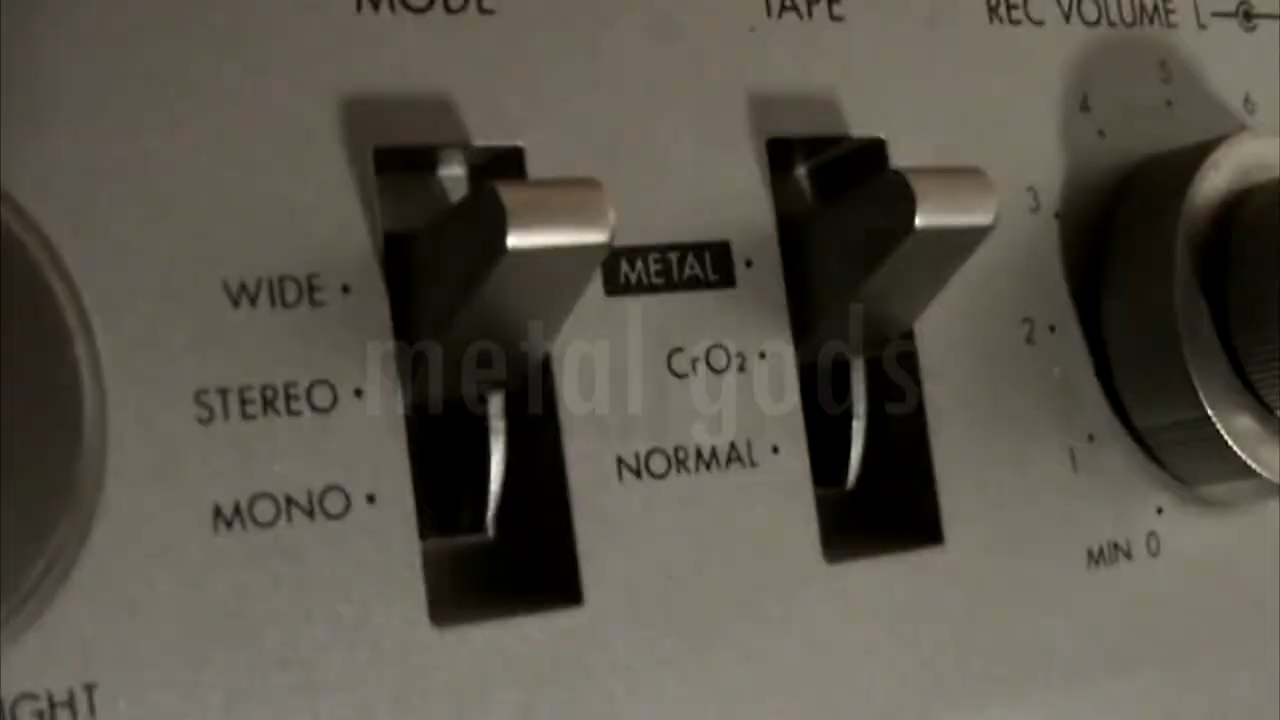 MODE
TAPE
REC VOLUME L
5
4
6
3
METAL
WIDE
2
CrO2
metal gods
STEREO
NORMAL
1
MONO
MIN 0
IGHT